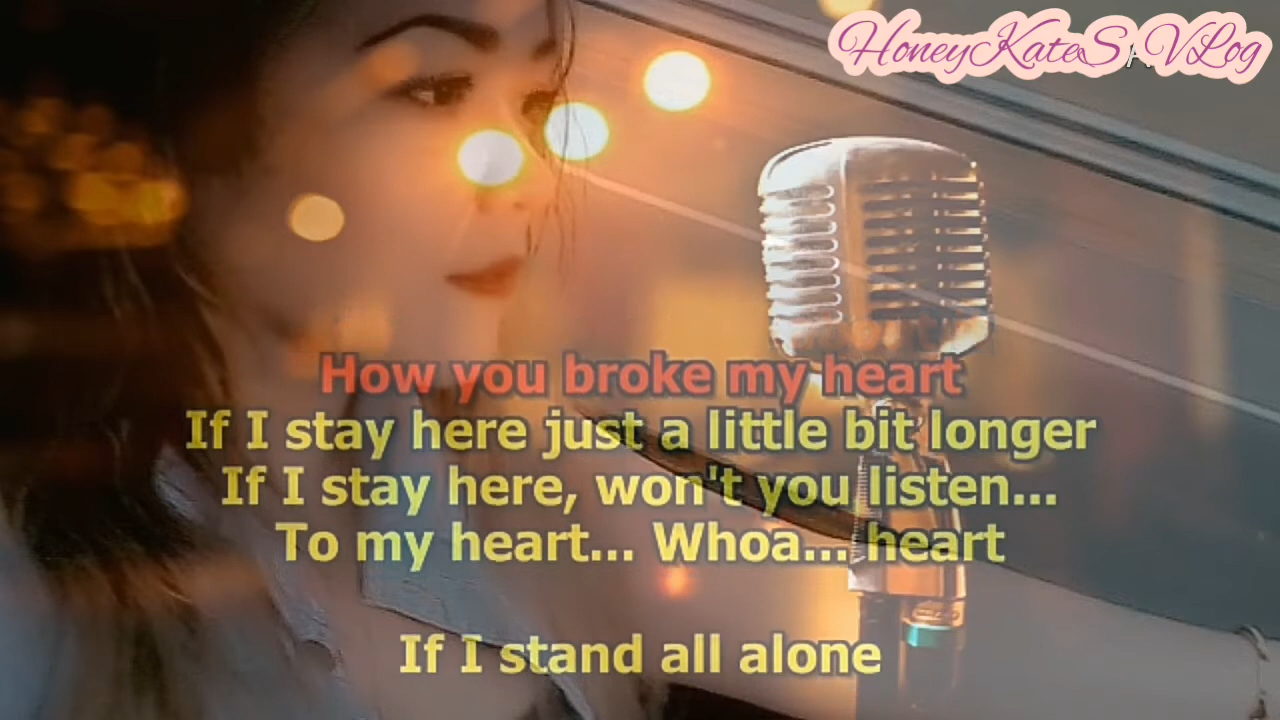 HoneyKateS VLog
How you broke my heart
If I stay here just a little bit longer
If I stay here, won't you listen...
To my heart... Whoa... heart
If I stand all alone